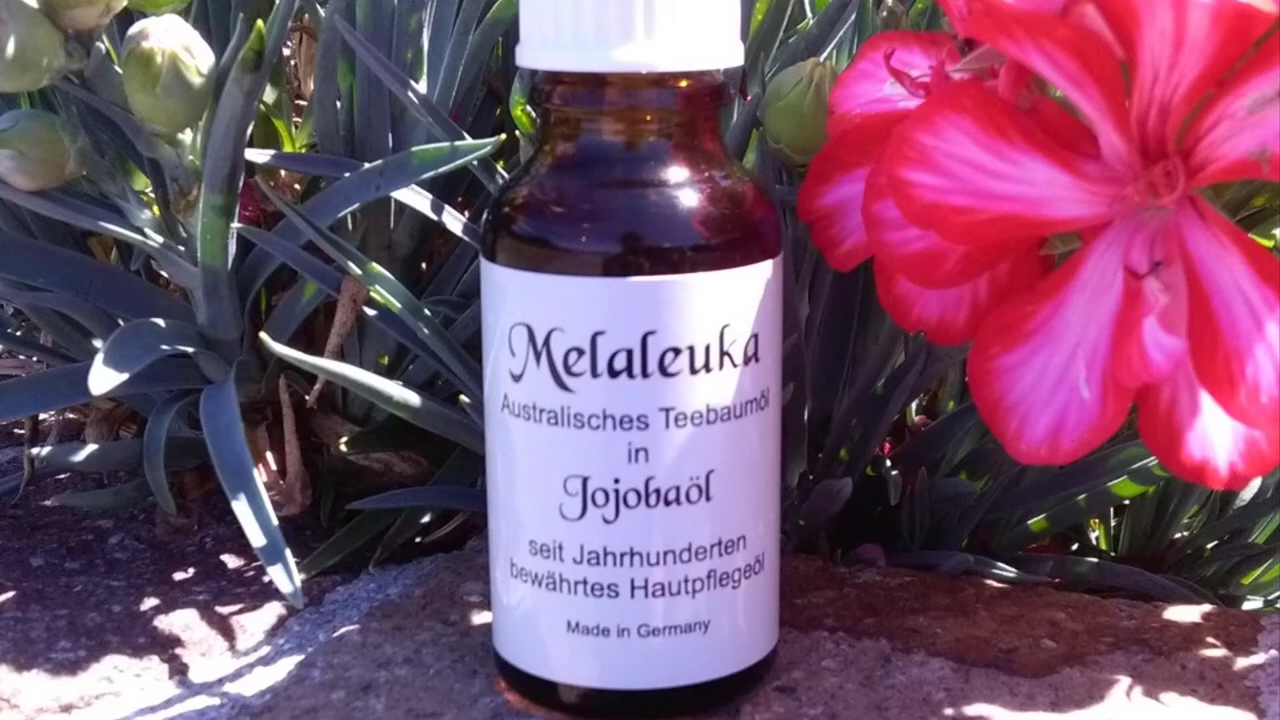 Melaleuka
Australisches Teebaumöl
in
Jojobaöl
seit Jahrhunderten
bewährtes Hautpflegeöl
Made in Germany